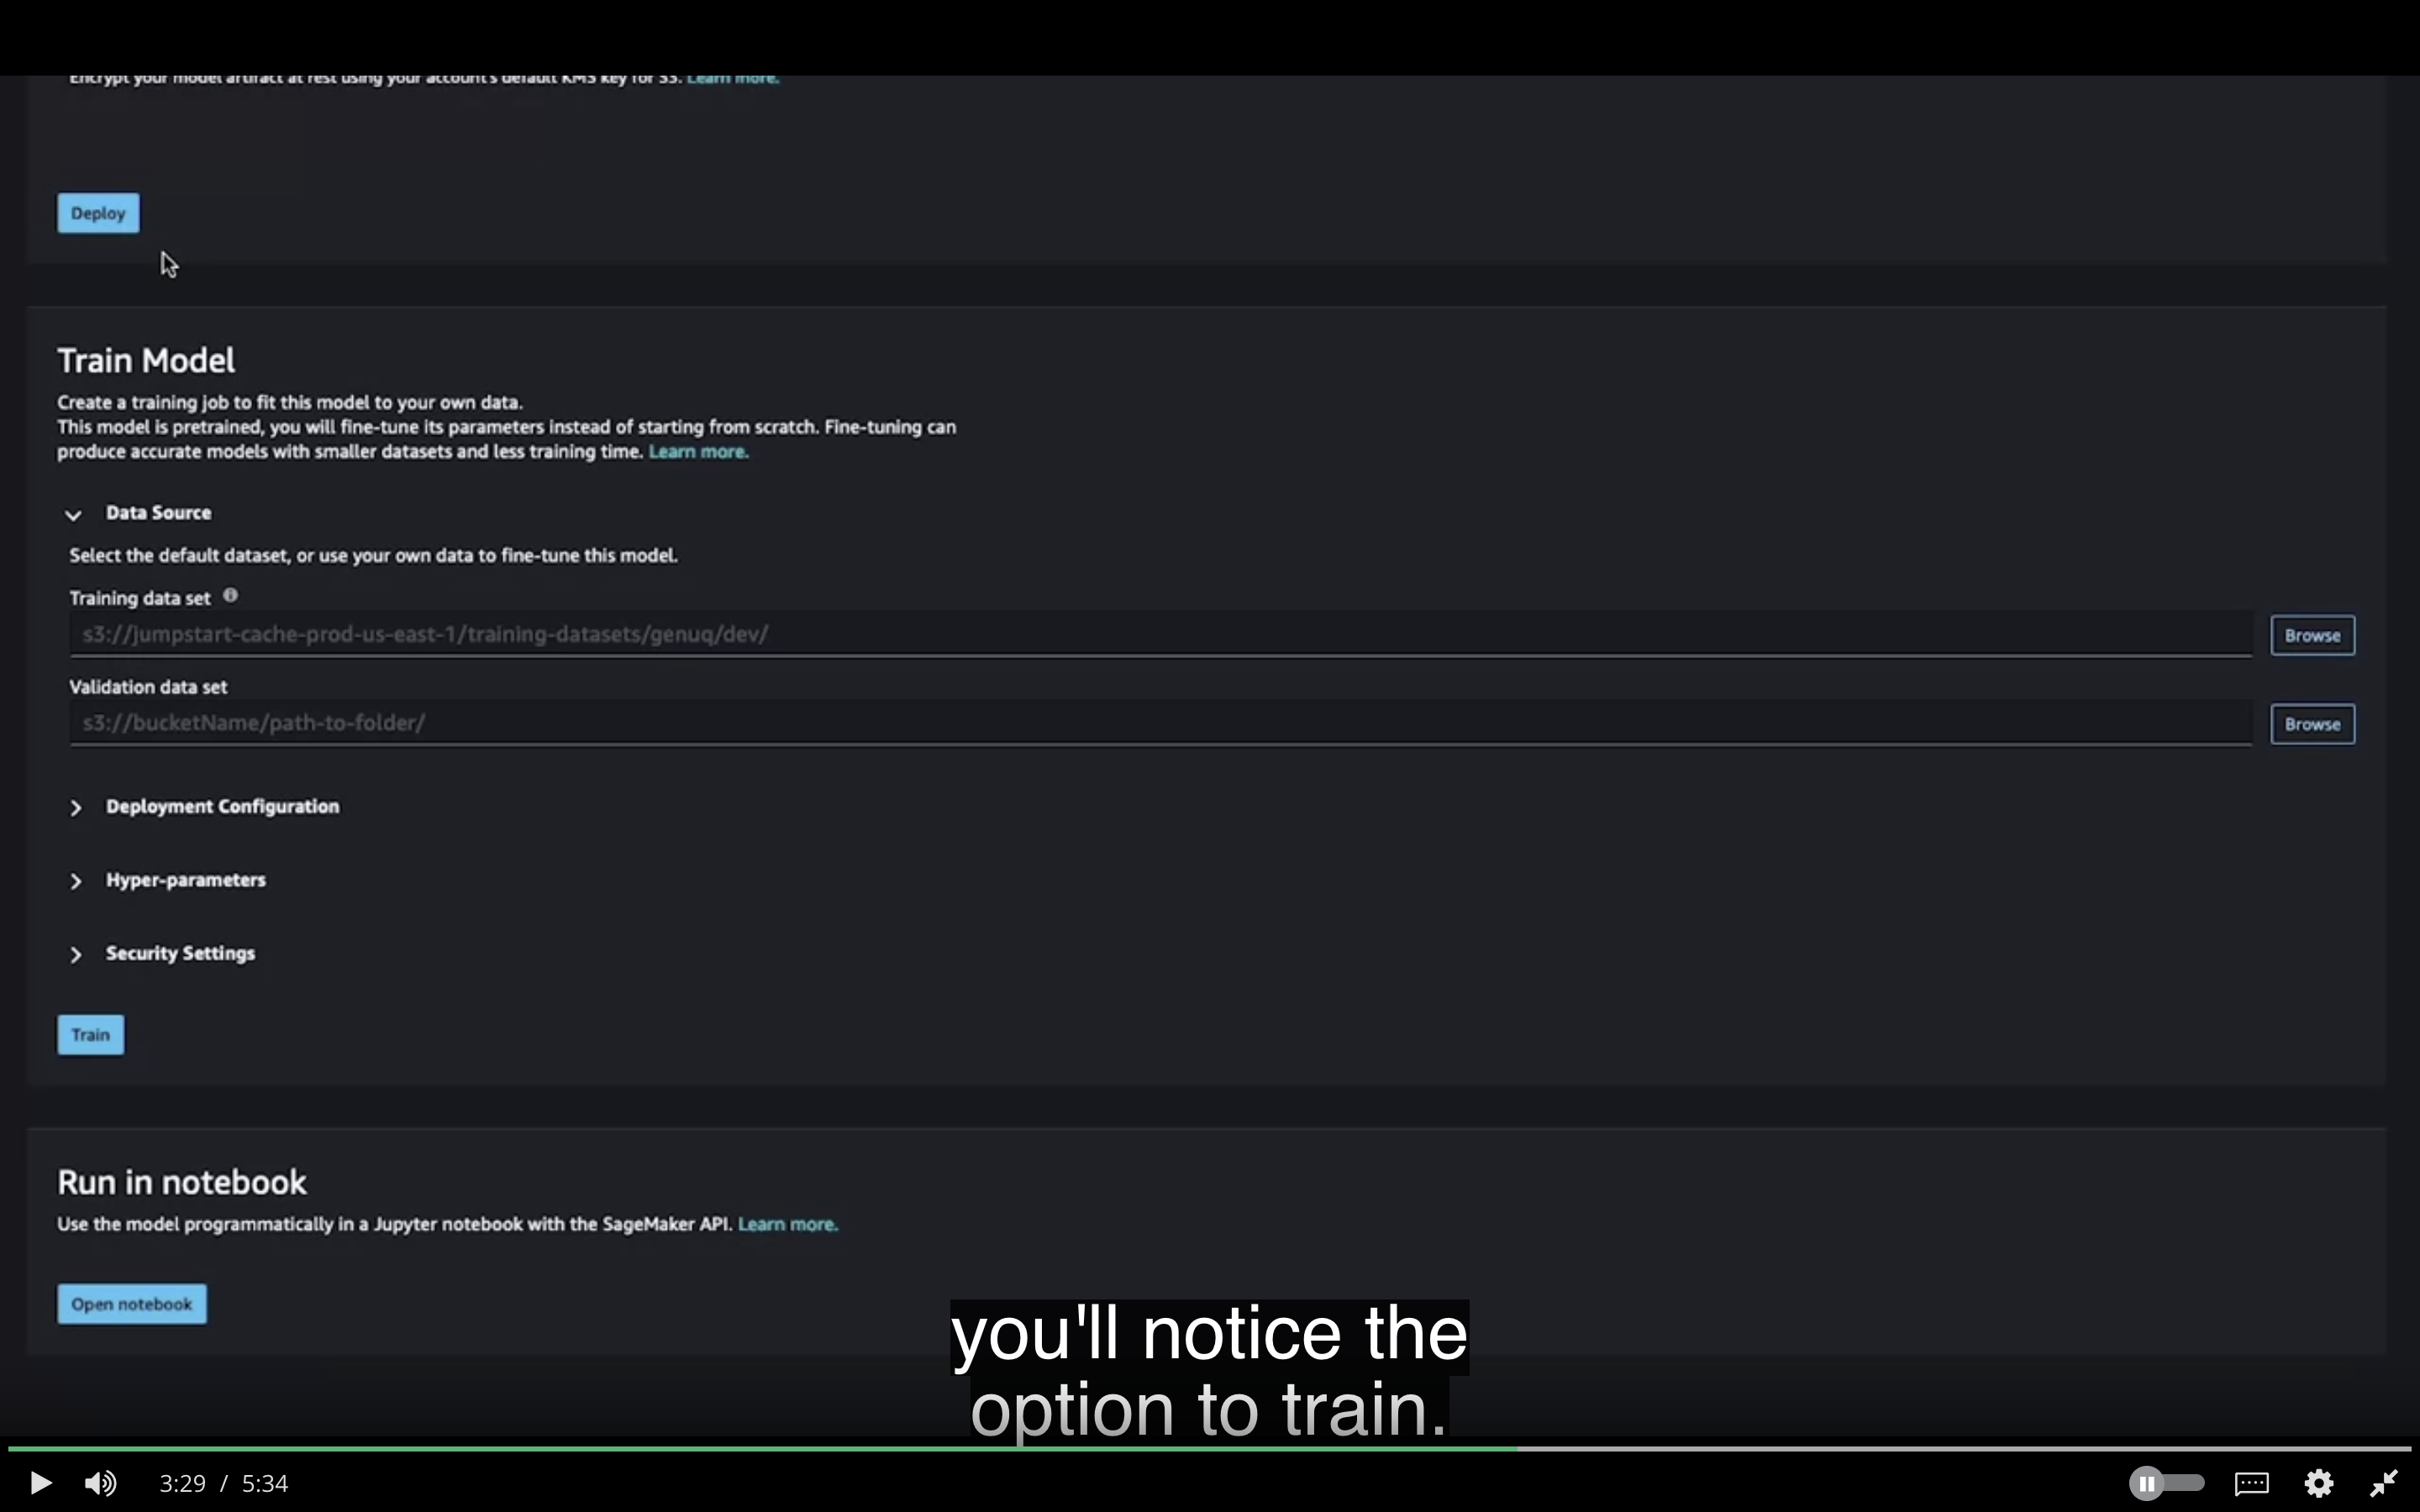 Encrypt your model artifact at rest using your account's default KMS key for S3. Learn more.
Deploy
Train Model
Create a training job to fit this model to your own data.
This model is pretrained, you will fine-tune its parameters instead of starting from scratch. Fine-tuning can
produce accurate models with smaller datasets and less training time. Learn more.
Data Source
Select the default dataset, or use your own data to fine-tune this model.
Training data set
s3://jumpstart-cache-prod-us-east-1/training-datasets/genuq/dev/
Browse
Validation data set
s3://bucketName/path-to-folder/
Browse
Deployment Configuration
Hyper-parameters
Security Settings
Train
Run in notebook
Use the model programmatically in a Jupyter notebook with the SageMaker API. Learn more.
Open notebook
you'll notice the
option to train.
3:29 / 5:34